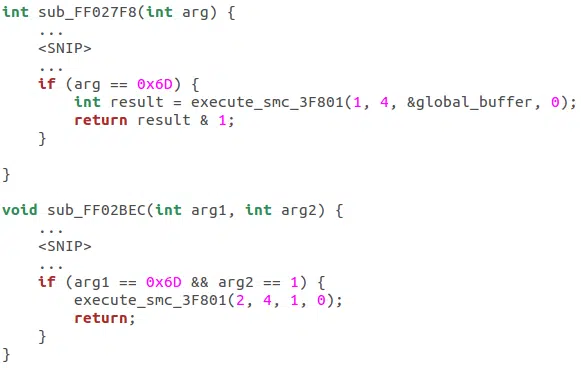 int sub_FF027F8(int arg) {
...
<SNIP>
...
if (arg == 0x6D) {
int result = execute_smc_3F801(1, 4, &global_buffer, 0);
return result & 1;
}
}
void sub_FF02BEC(int arg1, int arg2) {
...
<SNIP>
...
if (arg1 == 0x6D && arg2 == 1) {
execute_smc_3F801(2, 4, 1, 0);
return;
}
}